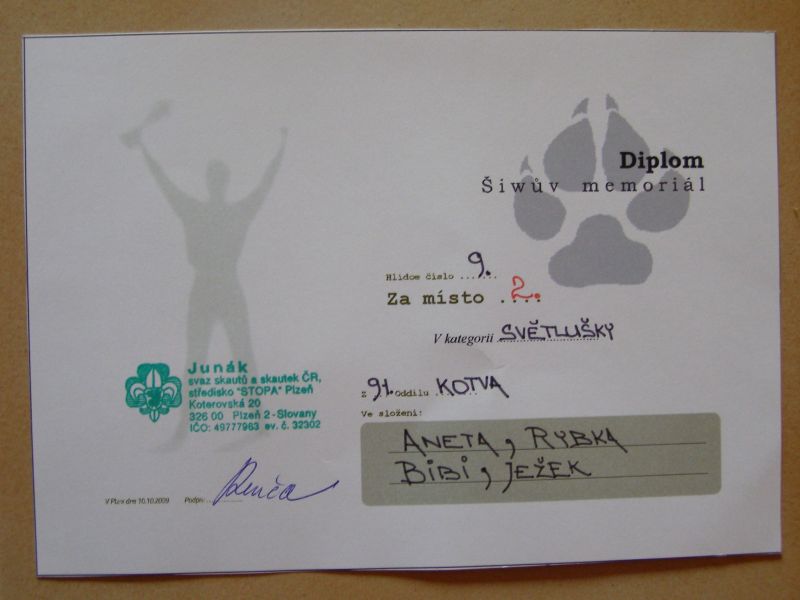 Diplom
Šiwův memoriál
Hlídce číslo 9.
Za místo 2.
V kategorii SVĚTLUŠKY
z 91. Oddílu KOTVA
Ve složení:
ANETA, RYBKA
BIBI, JEŽEK
Junák
svaz skautů a skautek ČR,
středisko "STOPA" Plzeň
Koterovská 20
326 00 Plzeň 2-Slovany
IČO: 49777963 ev. č. 32302
V Plzni dne 10.10.2009 Podpis: